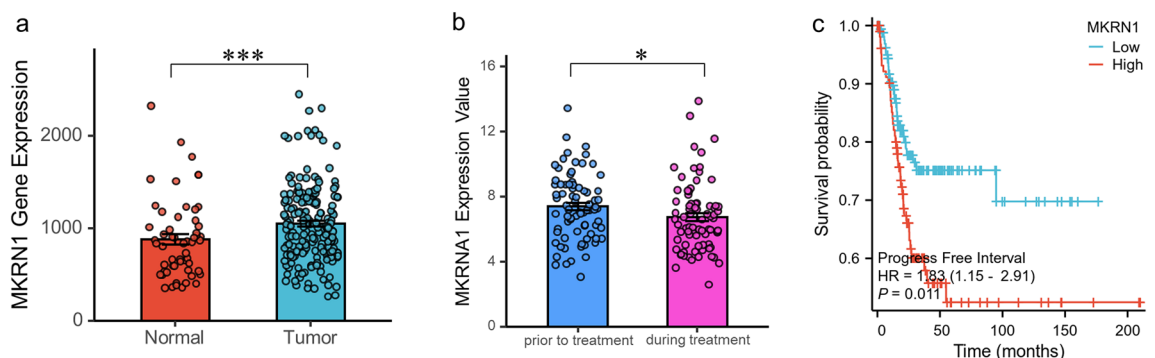 a
MKRN1 Gene Expression
2000
1000
0
***
Normal
Tumor
b
MKRNA1 Expression Value
16
12
8
4
0
*
prior to treatment
during treatment
c
Survival probability
1.0
0.9
0.8
0.7
0.6
MKRN1
Low
High
Progress Free Interval
HR = 1.83 (1.15 - 2.91)
P = 0.011
0 50 100 150 200
Time (months)